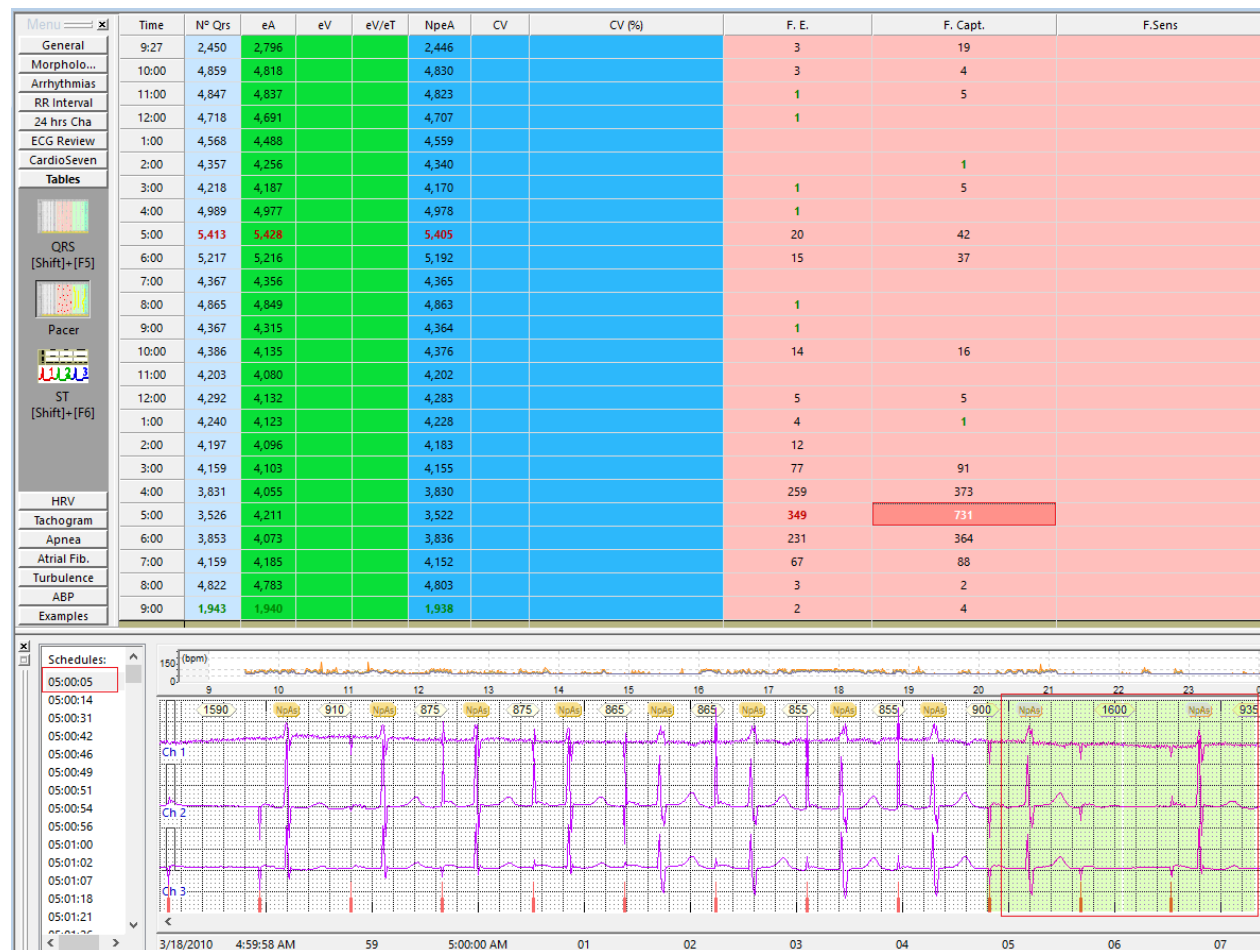 Menu
General
Morpholo...
Arrhythmias
RR Interval
24 hrs Cha
ECG Review
CardioSeven
Tables
QRS
[Shift]+[F5]
Pacer
1 2 3
ST
[Shift]+[F6]
HRV
Tachogram
Apnea
Atrial Fib.
Turbulence
ABP
Examples
Time Nº Qrs eA eV eV/eT NpeA CV CV (%) F. E. F. Capt. F.Sens
9:27 2,450 2,796 2,446 3 19
10:00 4,859 4,818 4,830 3 4
11:00 4,847 4,837 4,823 1 5
12:00 4,718 4,691 4,707 1
1:00 4,568 4,488 4,559
2:00 4,357 4,256 4,340 1
3:00 4,218 4,187 4,170 1 5
4:00 4,989 4,977 4,978 1
5:00 5,413 5,428 5,405 20 42
6:00 5,217 5,216 5,192 15 37
7:00 4,367 4,356 4,365
8:00 4,865 4,849 4,863 1
9:00 4,367 4,315 4,364 1
10:00 4,386 4,135 4,376 14 16
11:00 4,203 4,080 4,202
12:00 4,292 4,132 4,283 5 5
1:00 4,240 4,123 4,228 4 1
2:00 4,197 4,096 4,183 12
3:00 4,159 4,103 4,155 77 91
4:00 3,831 4,055 3,830 259 373
5:00 3,526 4,211 3,522 349 731
6:00 3,853 4,073 3,836 231 364
7:00 4,159 4,185 4,152 67 88
8:00 4,822 4,783 4,803 3 2
9:00 1,943 1,940 1,938 2 4
Schedules:
05:00:05
05:00:14
05:00:31
05:00:42
05:00:46
05:00:49
05:00:51
05:00:54
05:00:56
05:01:00
05:01:02
05:01:07
05:01:18
05:01:21
150 (bpm)
0
9 10 11 12 13 14 15 16 17 18 19 20 21 22 23
1590 NpAs 910 NpAs 875 NpAs 875 NpAs 865 NpAs 865 NpAs 855 NpAs 855 NpAs 900 NpAs 1600 NpAs 935
Ch 1
Ch 2
Ch 3
3/18/2010 4:59:58 AM 59 5:00:00 AM 01 02 03 04 05 06 07